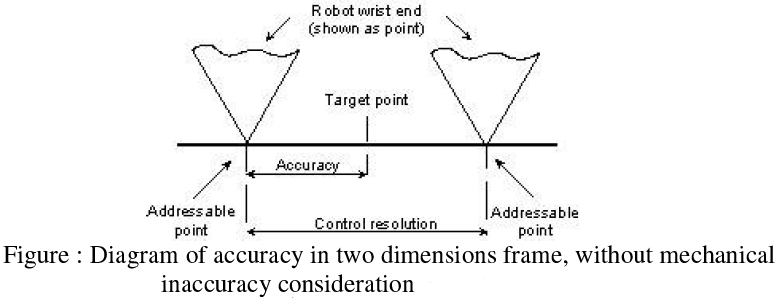 Robot wrist end
(shown as point)
Target point
Accuracy
Addressable
point
Control resolution
Addressable
point
Figure : Diagram of accuracy in two dimensions frame, without mechanical
inaccuracy consideration